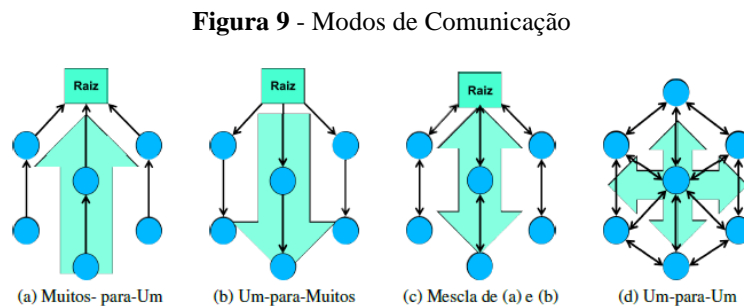 Figura 9 - Modos de Comunicação
Raiz
Raiz
Raiz
(a) Muitos- para-Um
(b) Um-para-Muitos
(c) Mescla de (a) e (b)
(d) Um-para-Um